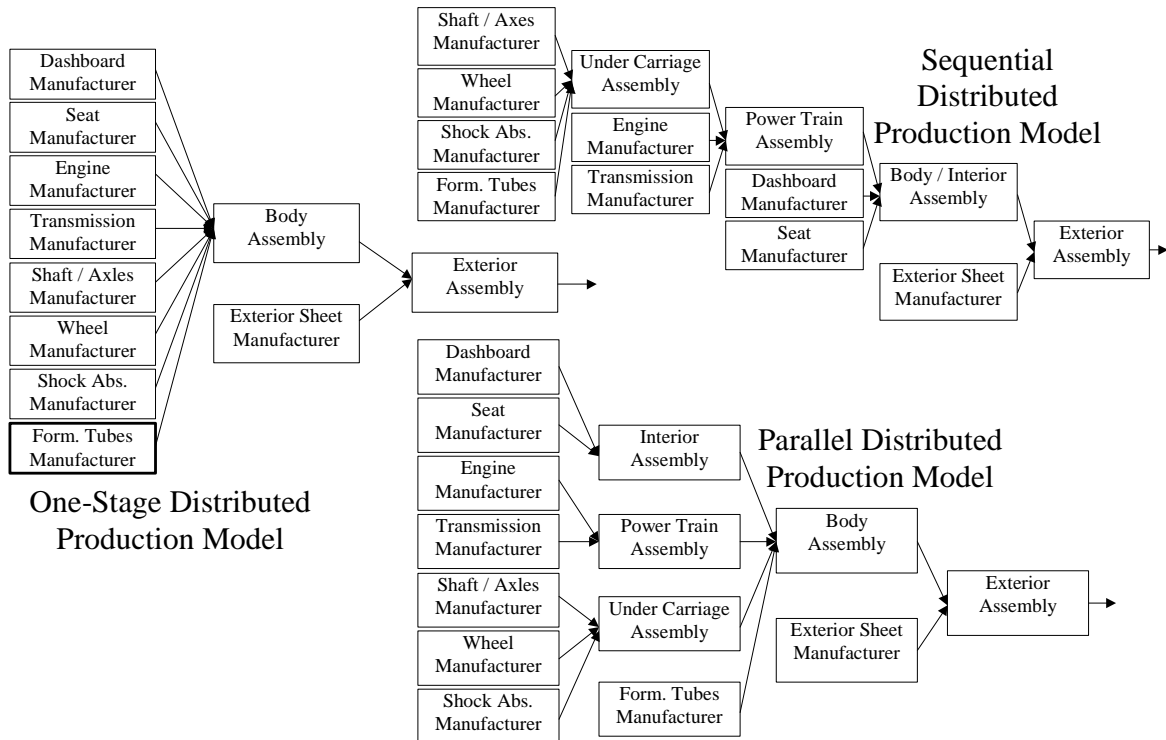 Dashboard
Manufacturer
Seat
Manufacturer
Engine
Manufacturer
Transmission
Manufacturer
Shaft / Axles
Manufacturer
Wheel
Manufacturer
Shock Abs.
Manufacturer
Form. Tubes
Manufacturer
Body
Assembly
Exterior Sheet
Manufacturer
Exterior
Assembly
One-Stage Distributed
Production Model
Shaft / Axes
Manufacturer
Wheel
Manufacturer
Shock Abs.
Manufacturer
Form. Tubes
Manufacturer
Under Carriage
Assembly
Engine
Manufacturer
Transmission
Manufacturer
Power Train
Assembly
Dashboard
Manufacturer
Seat
Manufacturer
Body / Interior
Assembly
Exterior Sheet
Manufacturer
Exterior
Assembly
Sequential
Distributed
Production Model
Dashboard
Manufacturer
Seat
Manufacturer
Engine
Manufacturer
Transmission
Manufacturer
Shaft / Axles
Manufacturer
Wheel
Manufacturer
Shock Abs.
Manufacturer
Interior
Assembly
Power Train
Assembly
Under Carriage
Assembly
Form. Tubes
Manufacturer
Body
Assembly
Exterior Sheet
Manufacturer
Exterior
Assembly
Parallel Distributed
Production Model